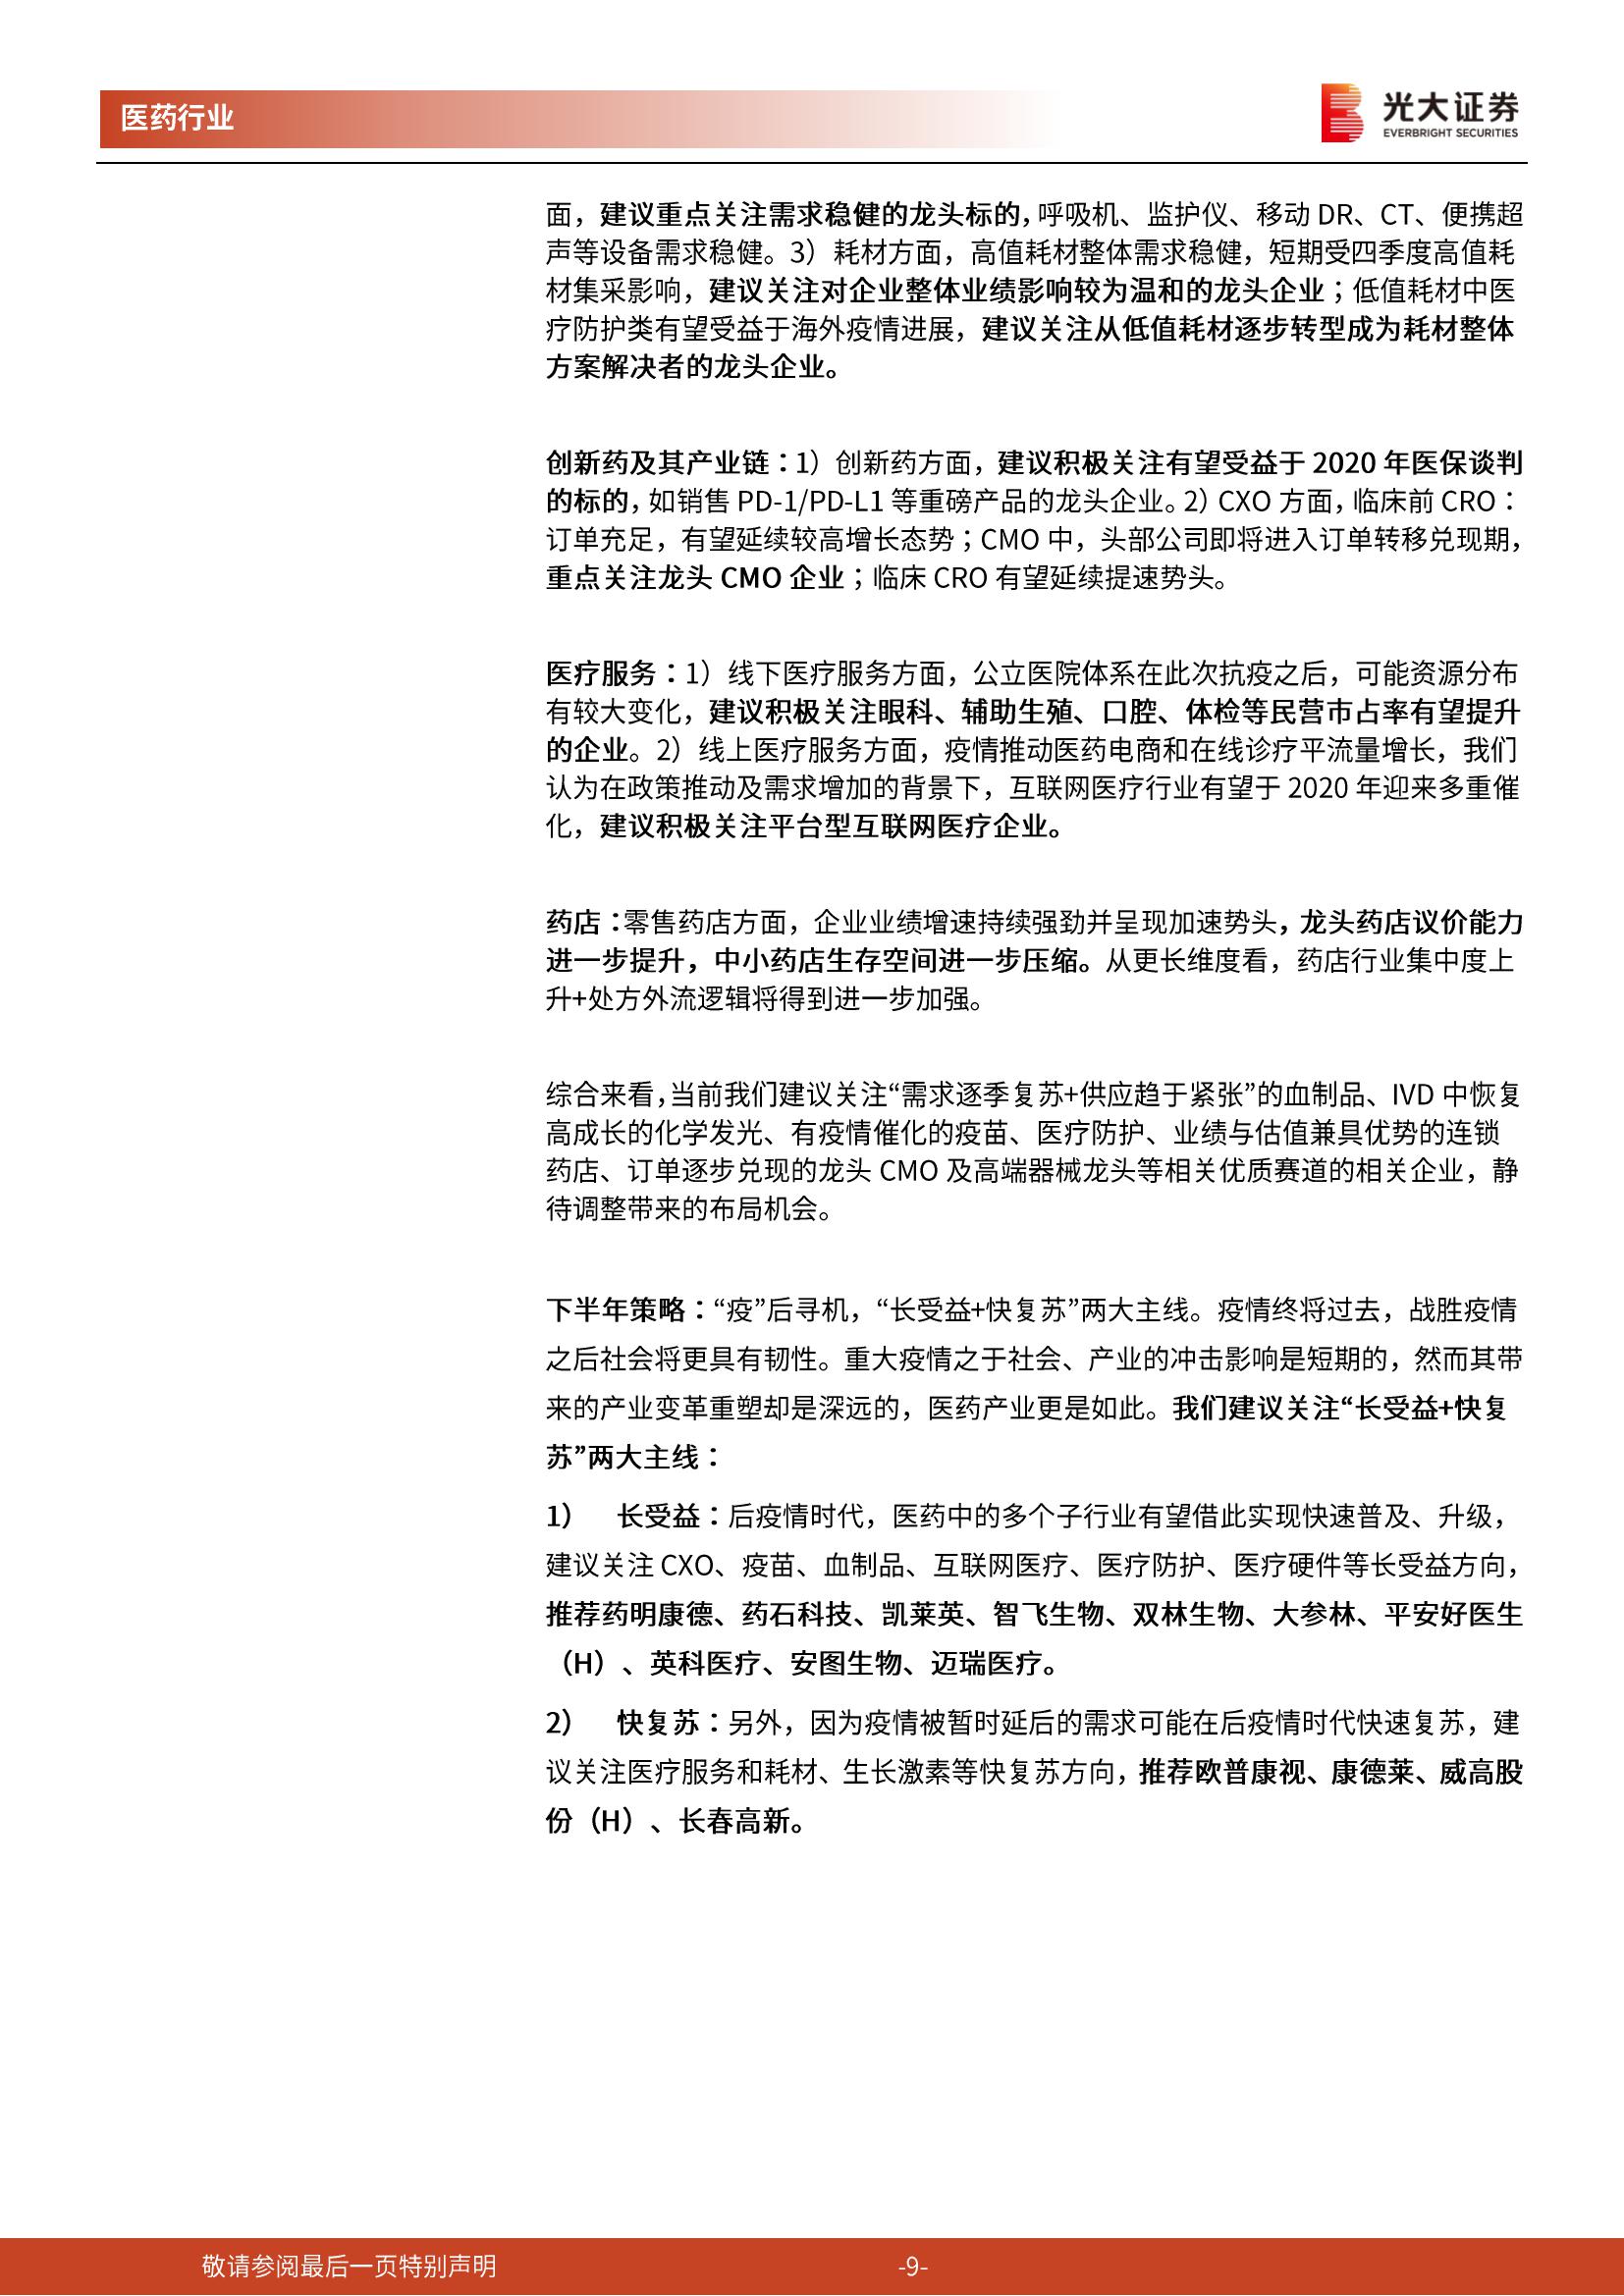 医药行业
光大证券
EVERBRIGHT SECURITIES
面，建议重点关注需求稳健的龙头标的，呼吸机、监护仪、移动 DR、CT、便携超
声等设备需求稳健。3）耗材方面，高值耗材整体需求稳健，短期受四季度高值耗
材集采影响，建议关注对企业整体业绩影响较为温和的龙头企业；低值耗材中医
疗防护类有望受益于海外疫情进展，建议关注从低值耗材逐步转型成为耗材整体
方案解决者的龙头企业。
创新药及其产业链：1）创新药方面，建议积极关注有望受益于 2020 年医保谈判
的标的，如销售 PD-1/PD-L1 等重磅产品的龙头企业。2）CXO 方面，临床前 CRO：
订单充足，有望延续较高增长态势；CMO 中，头部公司即将进入订单转移兑现期，
重点关注龙头 CMO 企业；临床 CRO 有望延续提速势头。
医疗服务：1）线下医疗服务方面，公立医院体系在此次抗疫之后，可能资源分布
有较大变化，建议积极关注眼科、辅助生殖、口腔、体检等民营市占率有望提升
的企业。2）线上医疗服务方面，疫情推动医药电商和在线诊疗平流量增长，我们
认为在政策推动及需求增加的背景下，互联网医疗行业有望于 2020 年迎来多重催
化，建议积极关注平台型互联网医疗企业。
药店：零售药店方面，企业业绩增速持续强劲并呈现加速势头，龙头药店议价能力
进一步提升，中小药店生存空间进一步压缩。从更长维度看，药店行业集中度上
升+处方外流逻辑将得到进一步加强。
综合来看，当前我们建议关注“需求逐季复苏+供应趋于紧张”的血制品、IVD 中恢复
高成长的化学发光、有疫情催化的疫苗、医疗防护、业绩与估值兼具优势的连锁
药店、订单逐步兑现的龙头 CMO 及高端器械龙头等相关优质赛道的相关企业，静
待调整带来的布局机会。
下半年策略：“疫”后寻机，“长受益+快复苏”两大主线。疫情终将过去，战胜疫情
之后社会将更具有韧性。重大疫情之于社会、产业的冲击影响是短期的，然而其带
来的产业变革重塑却是深远的，医药产业更是如此。我们建议关注“长受益+快复
苏”两大主线：
1） 长受益：后疫情时代，医药中的多个子行业有望借此实现快速普及、升级，
建议关注 CXO、疫苗、血制品、互联网医疗、医疗防护、医疗硬件等长受益方向，
推荐药明康德、药石科技、凯莱英、智飞生物、双林生物、大参林、平安好医生
（H）、英科医疗、安图生物、迈瑞医疗。
2） 快复苏：另外，因为疫情被暂时延后的需求可能在后疫情时代快速复苏，建
议关注医疗服务和耗材、生长激素等快复苏方向，推荐欧普康视、康德莱、威高股
份（H）、长春高新。
敬请参阅最后一页特别声明
-9-